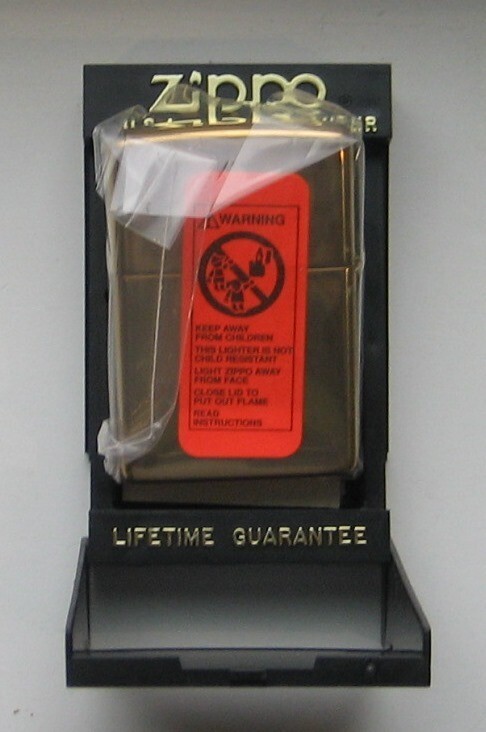 zippo
WARNING
KEEP AWAY
FROM CHILDREN
THIS LIGHTER IS NOT
CHILD RESISTANT
LIGHT ZIPPO AWAY
FROM FACE
CLOSE LID TO
PUT OUT FLAME
READ
INSTRUCTIONS
LIFETIME GUARANTEE